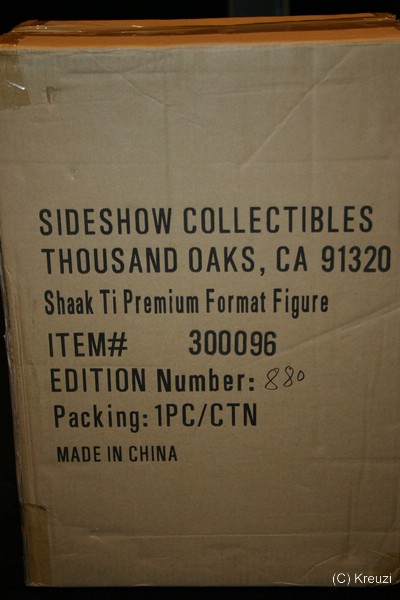 SIDESHOW COLLECTIBLES
THOUSAND OAKS, CA 91320
Shaak Ti Premium Format Figure
ITEM# 300096
EDITION Number: 880
Packing: 1PC/CTN
MADE IN CHINA
(C) Kreuzi